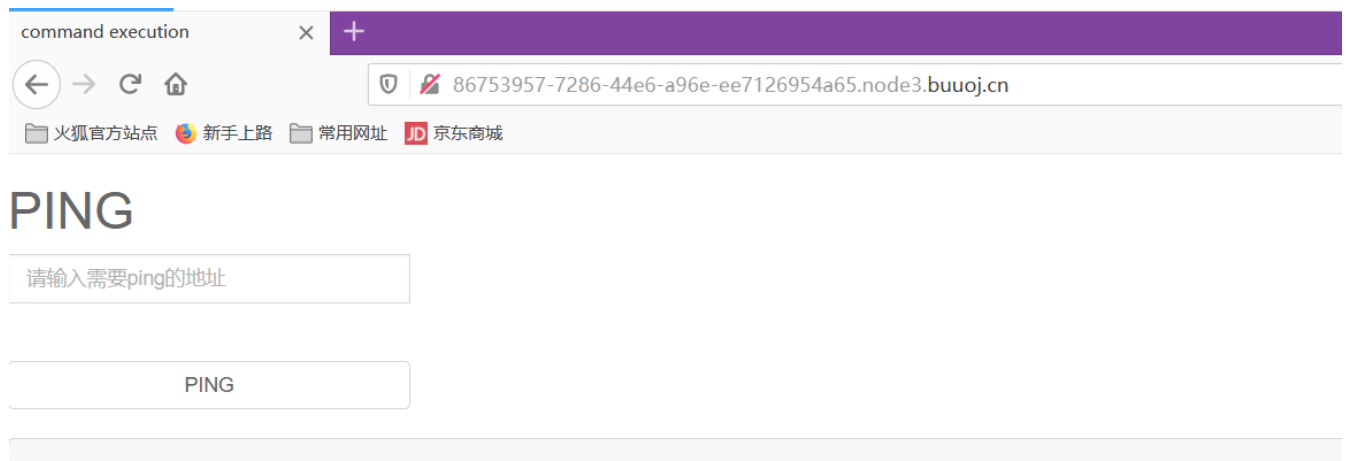 command execution
86753957-7286-44e6-a96e-ee7126954a65.node3.buuoj.cn
火狐官方站点 新手上路 常用网址 JD 京东商城
PING
请输入需要ping的地址
PING